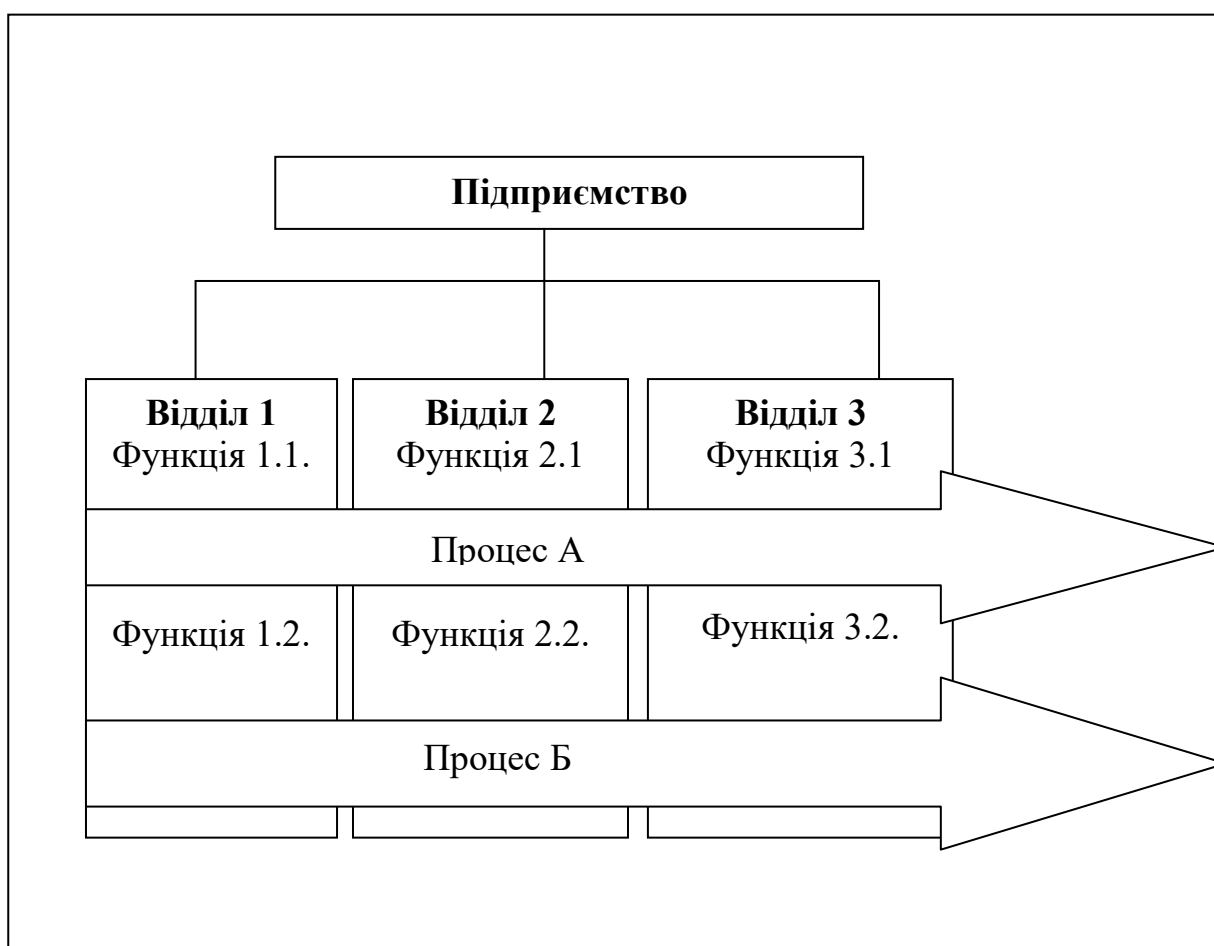 Підприємство
Відділ 1
Функція 1.1.
Відділ 2
Функція 2.1
Відділ 3
Функція 3.1
Процес А
Функція 1.2.
Функція 2.2.
Функція 3.2.
Процес Б